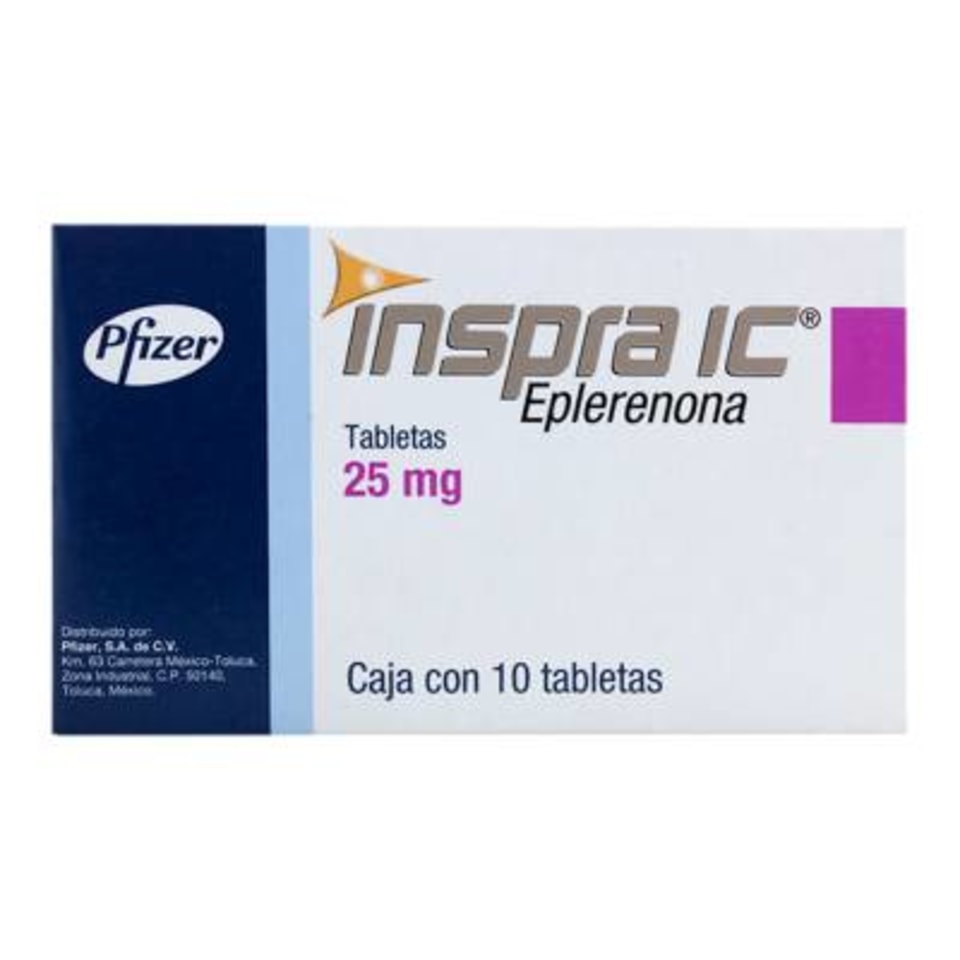 Pfizer
inspra IC®
Eplerenona
Tabletas
25 mg
Distribuido por:
Pfizer, S.A. de C.V.
Km. 63 Carretera México-Toluca,
Zona Industrial, C.P. 50140,
Toluca, México.
Caja con 10 tabletas